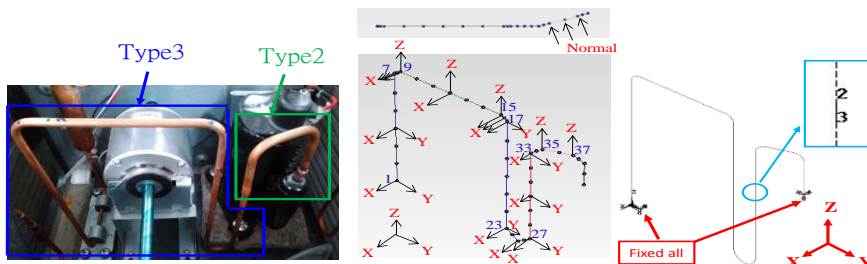 Type3
Type2
Normal
Z
7
9
X
Z
X
Y
Z
15
17
X
Y
Z
X
Y
1
Z
X
Y
Z
X
Y
Z
33
35
Z
37
X
Y
X
Y
23
27
X
X
Y
Z
X
Y
2
3
Fixed all
Z
X
Y